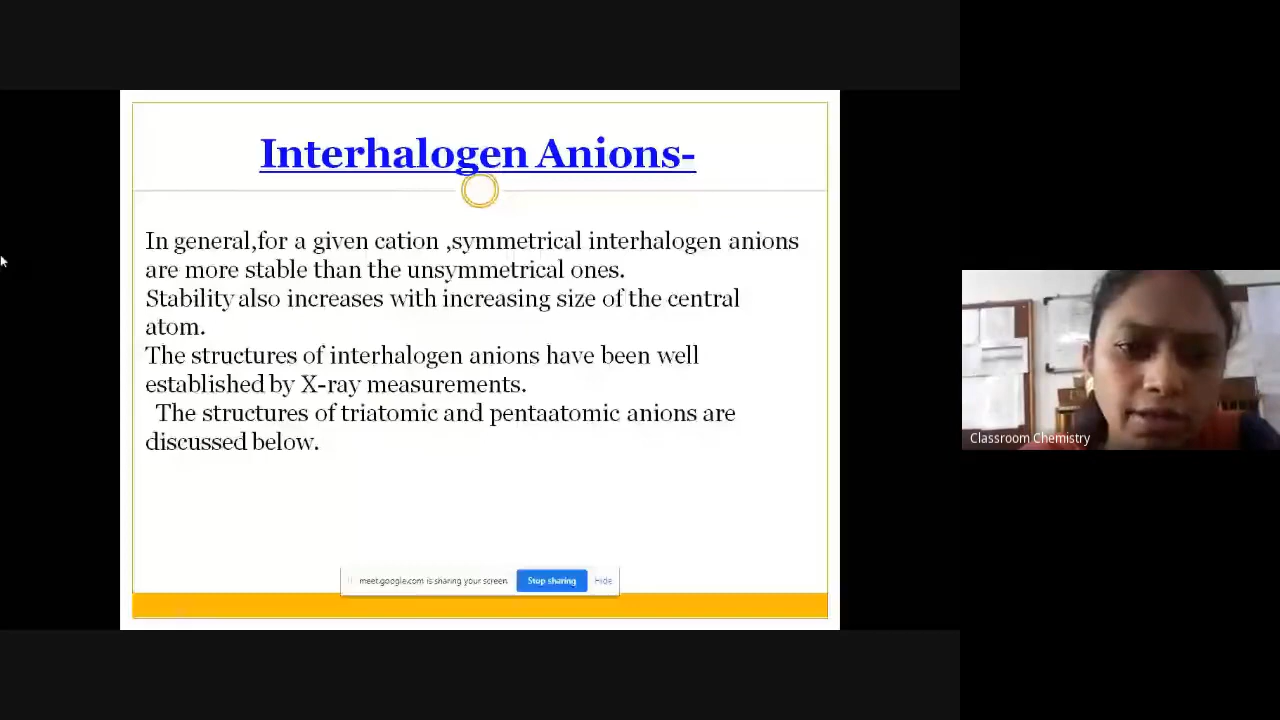 Interhalogen Anions-
In general,for a given cation ,symmetrical interhalogen anions
are more stable than the unsymmetrical ones.
Stability also increases with increasing size of the central
atom.
The structures of interhalogen anions have been well
established by X-ray measurements.
The structures of triatomic and pentaatomic anions are
discussed below.
meet.google.com is sharing your screen. Stop sharing Hide
Classroom Chemistry